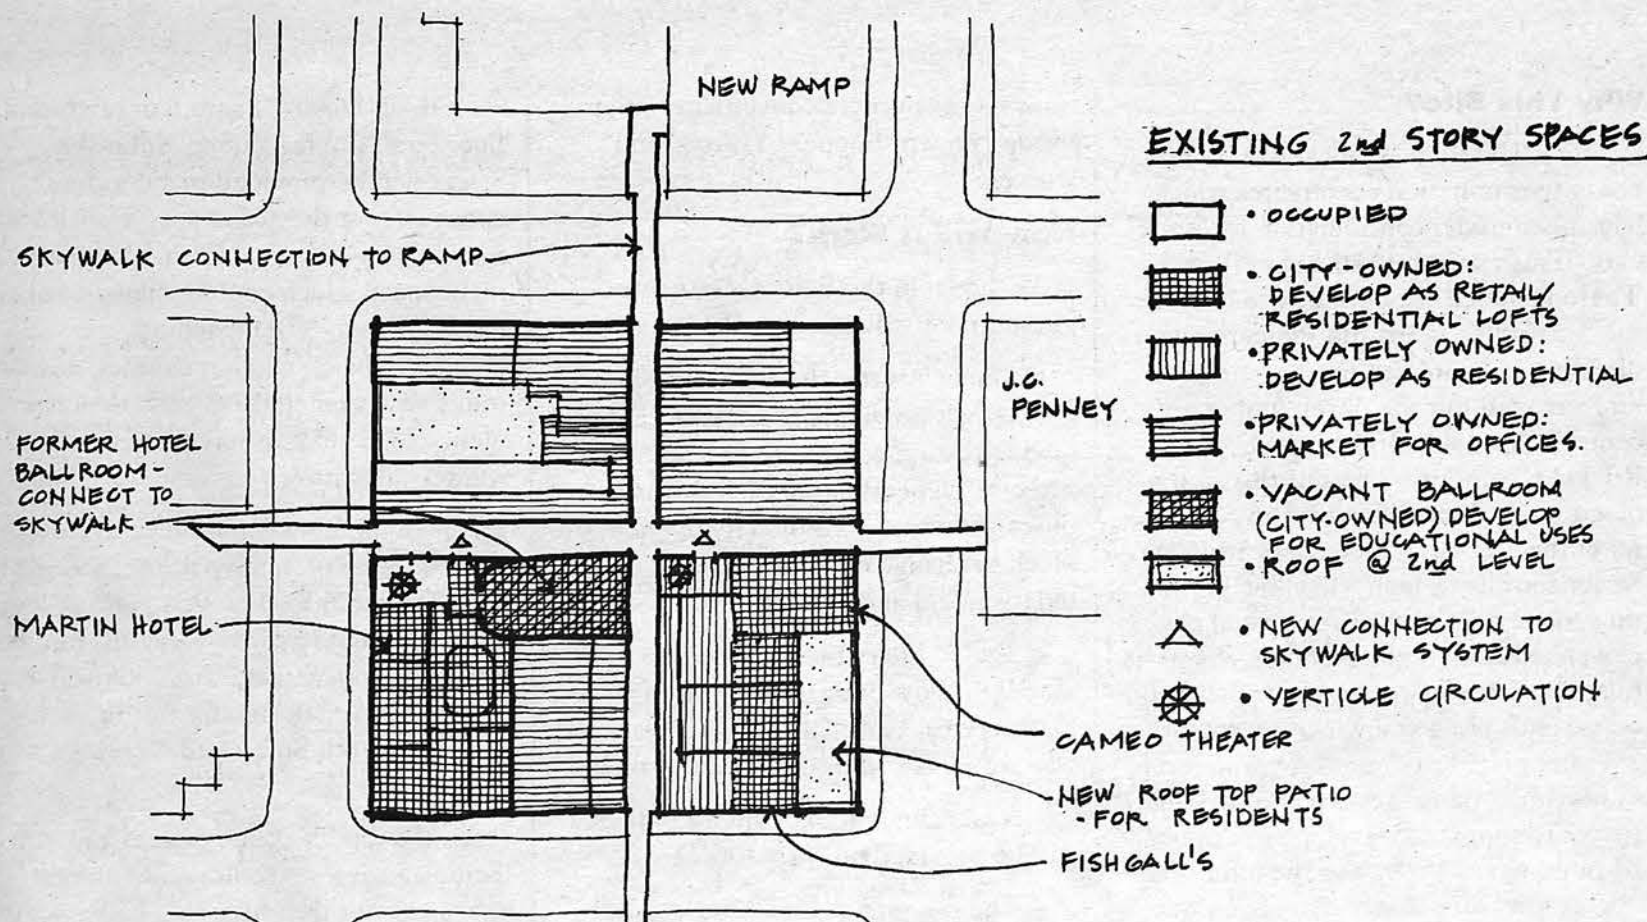 NEW RAMP
SKYWALK CONNECTION TO RAMP
FORMER HOTEL
BALLROOM -
CONNECT TO
SKYWALK
MARTIN HOTEL
J.C.
PENNEY
CAMEO THEATER
NEW ROOF TOP PATIO
- FOR RESIDENTS
FISHGALL'S
EXISTING 2nd STORY SPACES
• OCCUPIED
• CITY-OWNED:
DEVELOP AS RETAIL/
RESIDENTIAL LOFTS
• PRIVATELY OWNED:
DEVELOP AS RESIDENTIAL
• PRIVATELY OWNED:
MARKET FOR OFFICES.
• VACANT BALLROOM
(CITY-OWNED) DEVELOP
FOR EDUCATIONAL USES
• ROOF @ 2nd LEVEL
• NEW CONNECTION TO
SKYWALK SYSTEM
• VERTICLE CIRCULATION